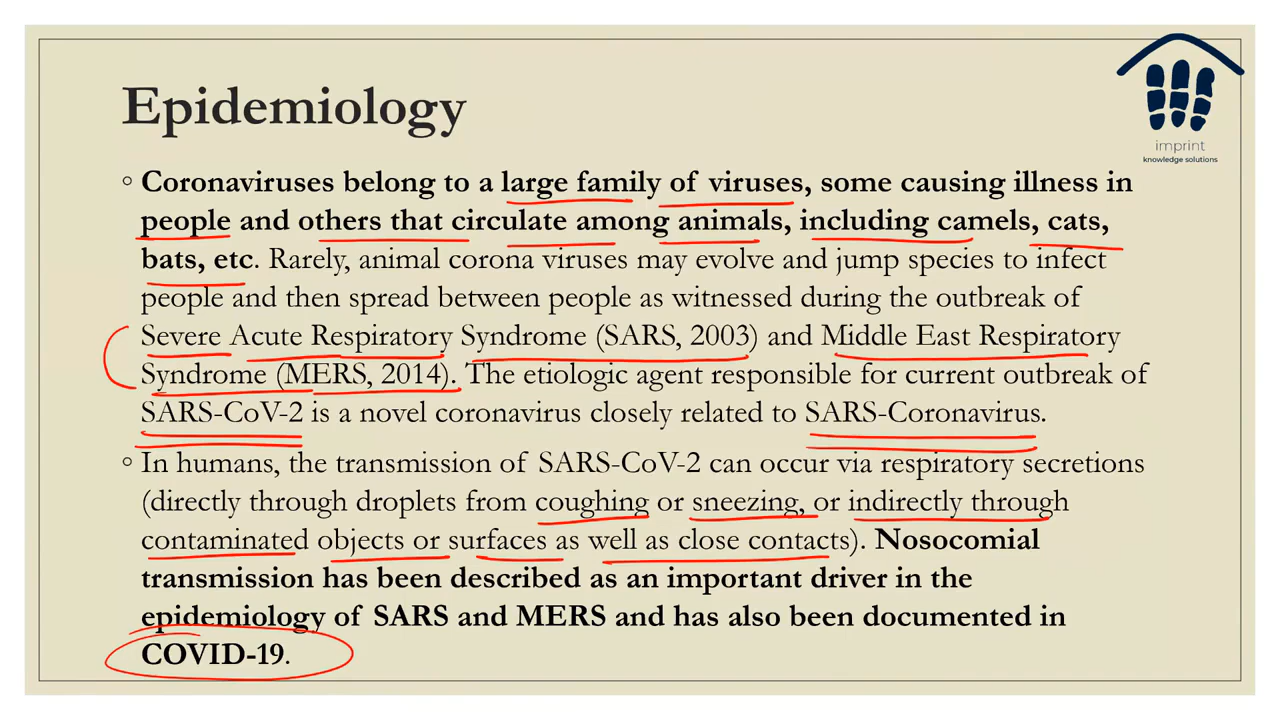 imprint
knowledge solutions
Epidemiology
◦ Coronaviruses belong to a large family of viruses, some causing illness in
people and others that circulate among animals, including camels, cats,
bats, etc. Rarely, animal corona viruses may evolve and jump species to infect
people and then spread between people as witnessed during the outbreak of
Severe Acute Respiratory Syndrome (SARS, 2003) and Middle East Respiratory
Syndrome (MERS, 2014). The etiologic agent responsible for current outbreak of
SARS-CoV-2 is a novel coronavirus closely related to SARS-Coronavirus.
◦ In humans, the transmission of SARS-CoV-2 can occur via respiratory secretions
(directly through droplets from coughing or sneezing, or indirectly through
contaminated objects or surfaces as well as close contacts). Nosocomial
transmission has been described as an important driver in the
epidemiology of SARS and MERS and has also been documented in
COVID-19.